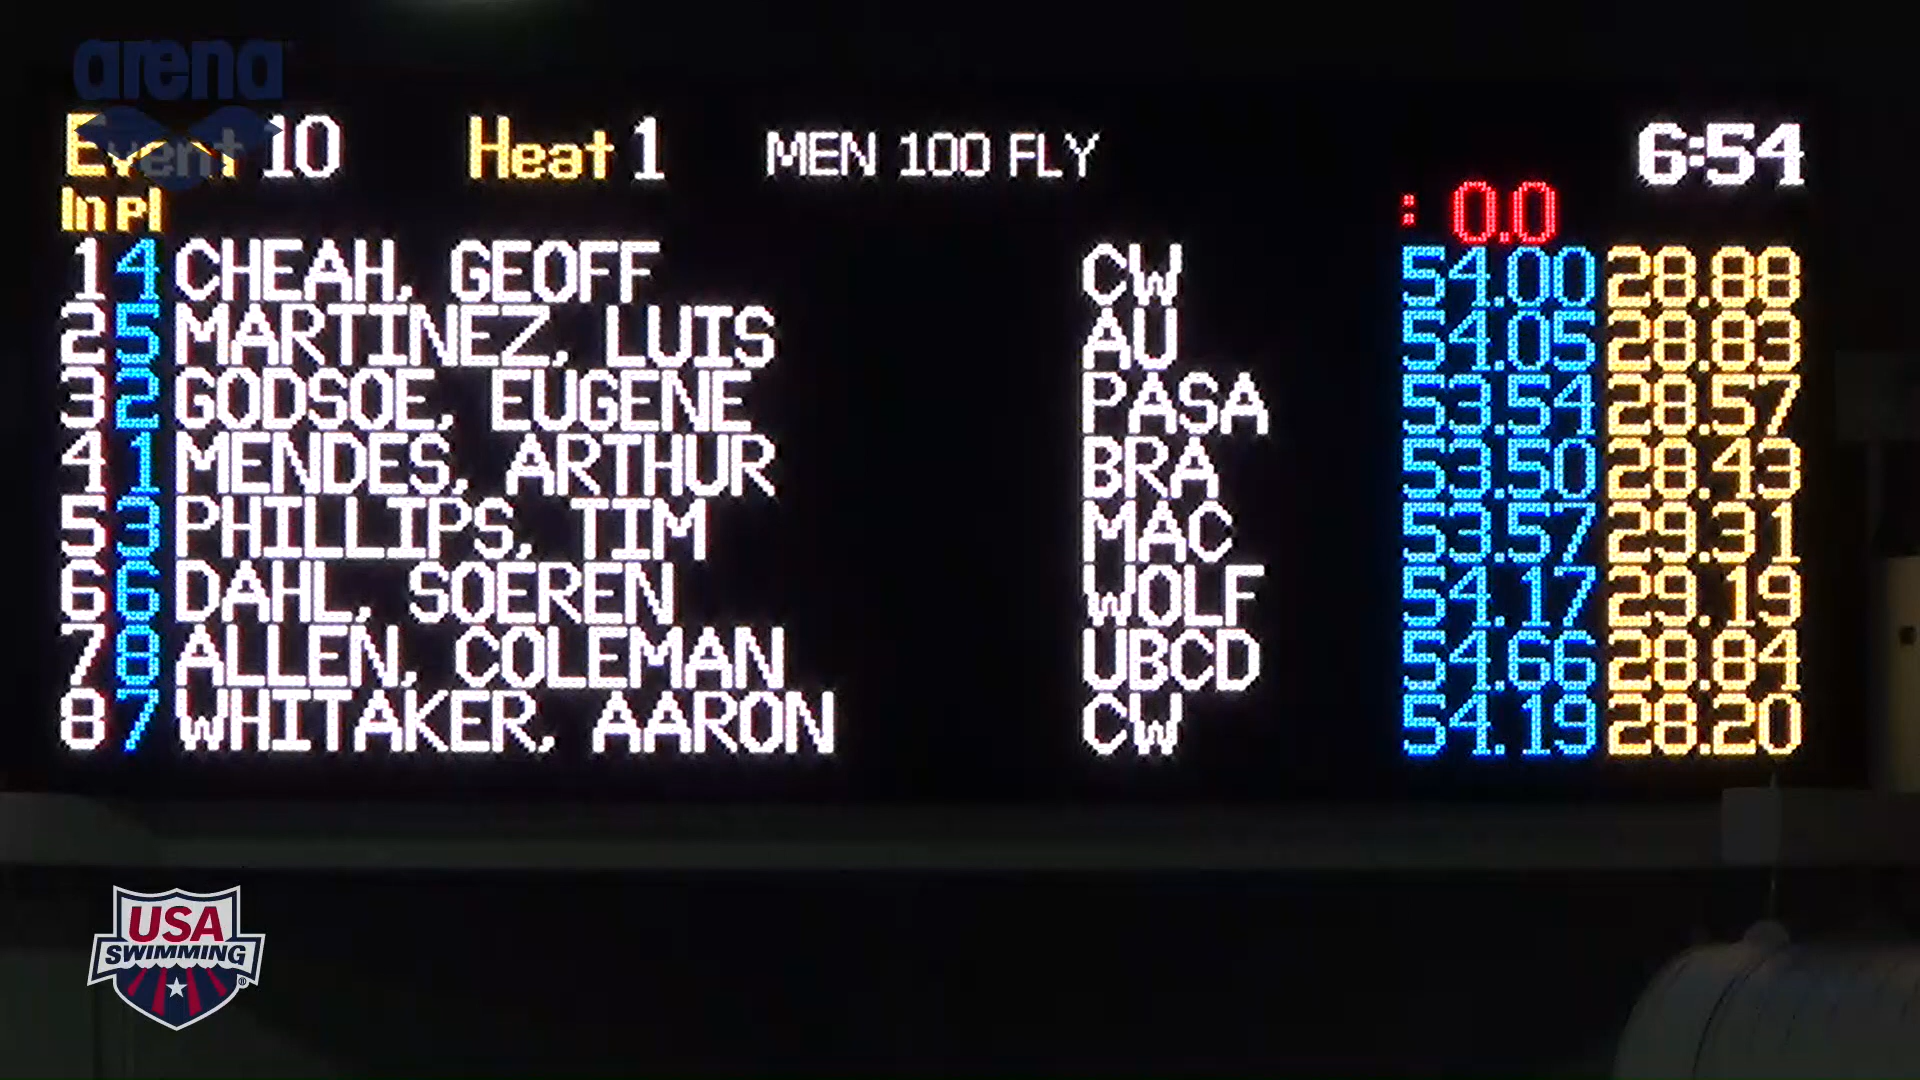 arena
Event 10 Heat 1 MEN 100 FLY 6:54
ln pl : 0.0
1 4 CHEAH, GEOFF CW 54.00 28.88
2 5 MARTINEZ, LUIS AU 54.05 28.83
3 2 GODSOE, EUGENE PASA 53.54 28.57
4 1 MENDES, ARTHUR BRA 53.50 28.43
5 3 PHILLIPS, TIM MAC 53.57 29.31
6 6 DAHL, SOEREN WOLF 54.17 29.19
7 8 ALLEN, COLEMAN UBCD 54.66 28.84
8 7 WHITAKER, AARON CW 54.19 28.20
USA
SWIMMING